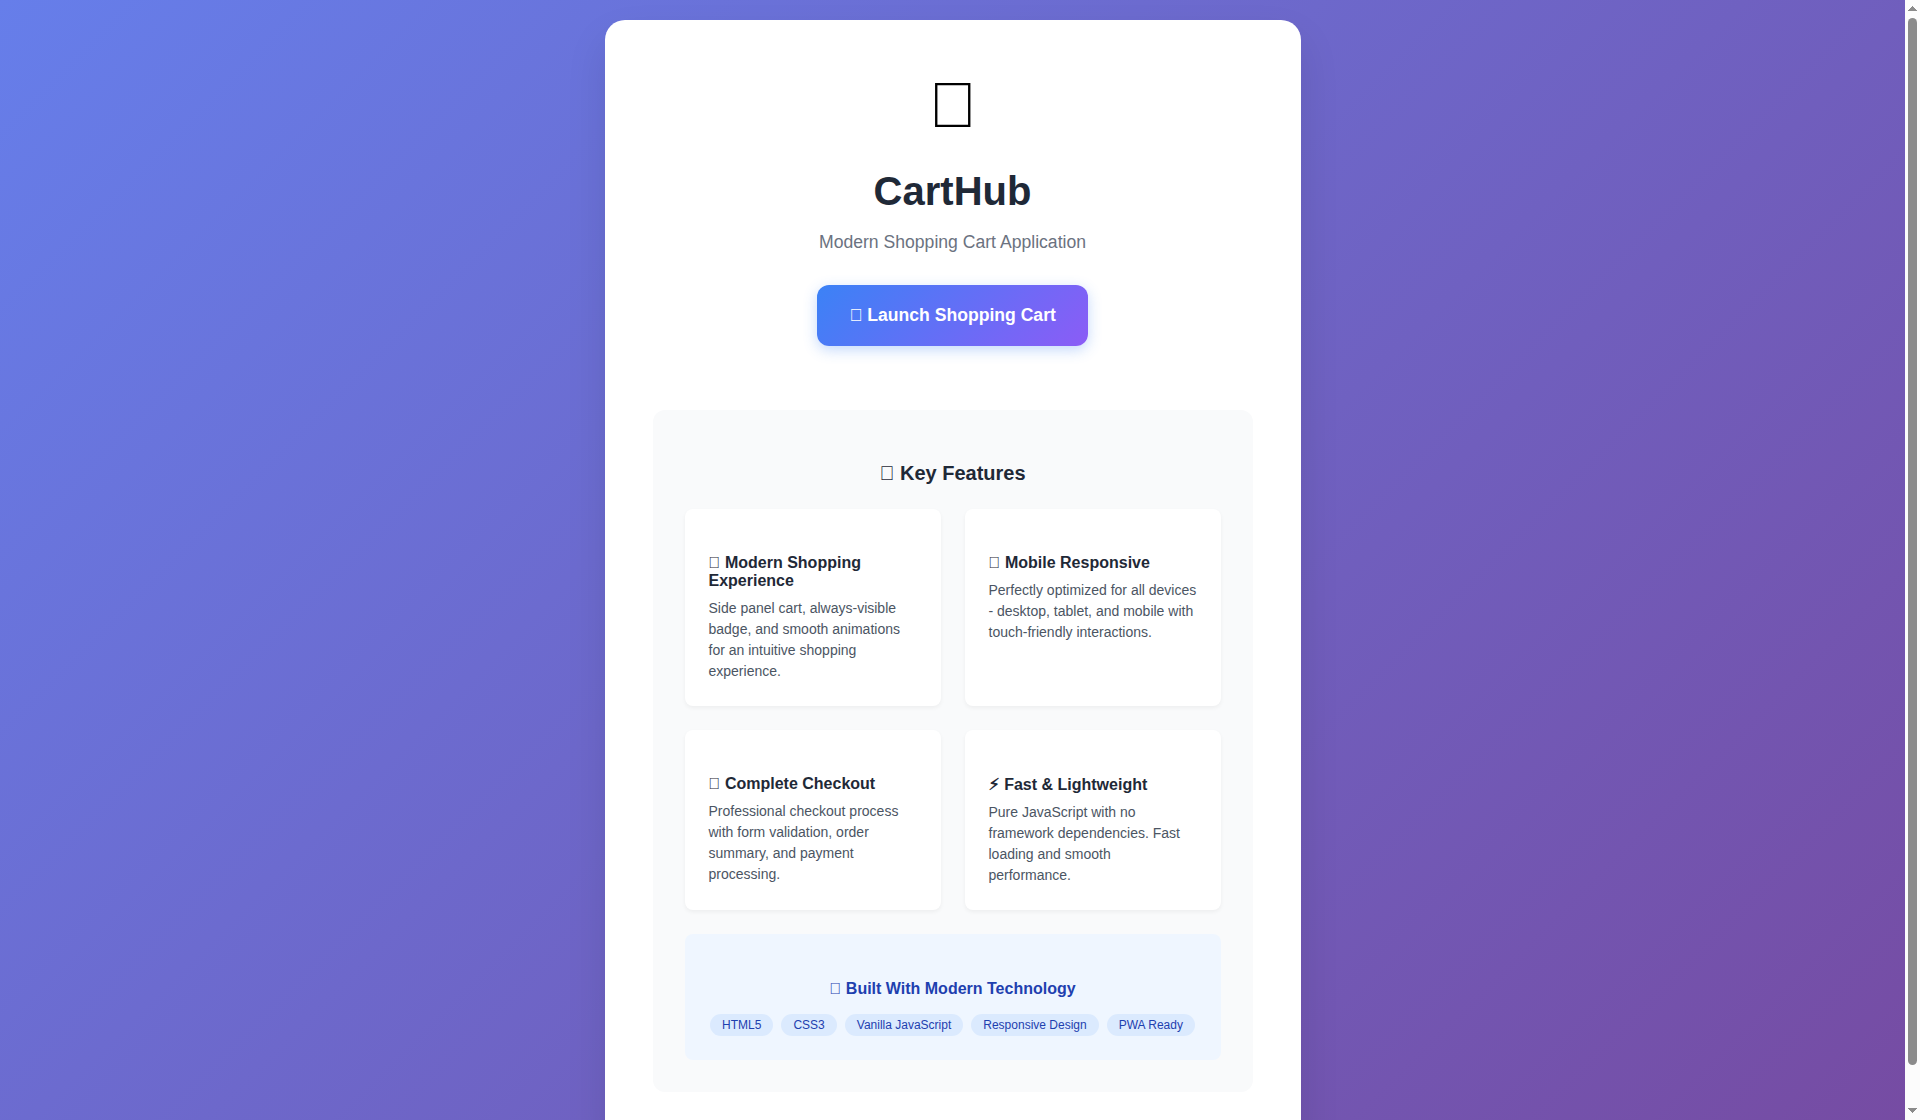 CartHub
Modern Shopping Cart Application
Launch Shopping Cart
Key Features
Modern Shopping
Experience
Side panel cart, always-visible
badge, and smooth animations
for an intuitive shopping
experience.
Mobile Responsive
Perfectly optimized for all devices
- desktop, tablet, and mobile with
touch-friendly interactions.
Complete Checkout
Professional checkout process
with form validation, order
summary, and payment
processing.
⚡ Fast & Lightweight
Pure JavaScript with no
framework dependencies. Fast
loading and smooth
performance.
Built With Modern Technology
HTML5 CSS3 Vanilla JavaScript Responsive Design PWA Ready